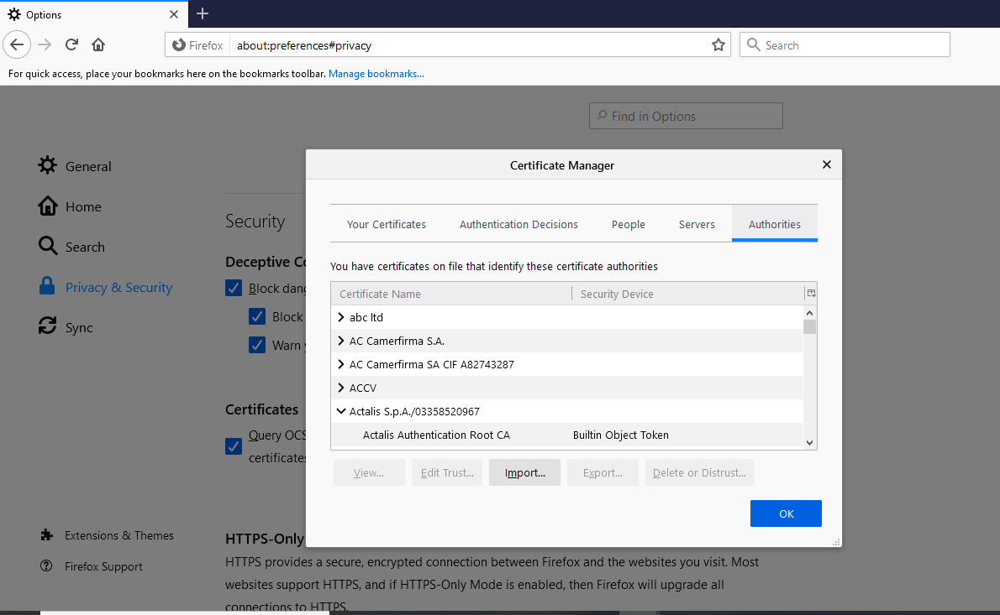 Options
Firefox
about:preferences#privacy
Search
For quick access, place your bookmarks here on the bookmarks toolbar. Manage bookmarks...
Find in Options
General
Home
Search
Privacy & Security
Sync
Extensions & Themes
Firefox Support
Security
Deceptive Co
Block dang
Block
Warn y
Certificates
Query OCS
certificates
HTTPS-Only
HTTPS provides a secure, encrypted connection between Firefox and the websites you visit. Most
websites support HTTPS, and if HTTPS-Only Mode is enabled, then Firefox will upgrade all
connections to HTTPS.
Certificate Manager
Your Certificates Authentication Decisions People Servers Authorities
You have certificates on file that identify these certificate authorities
Certificate Name Security Device
abc ltd
AC Camerfirma S.A.
AC Camerfirma SA CIF A82743287
ACCV
Actalis S.p.A./03358520967
Actalis Authentication Root CA Builtin Object Token
View... Edit Trust... Import... Export... Delete or Distrust...
OK